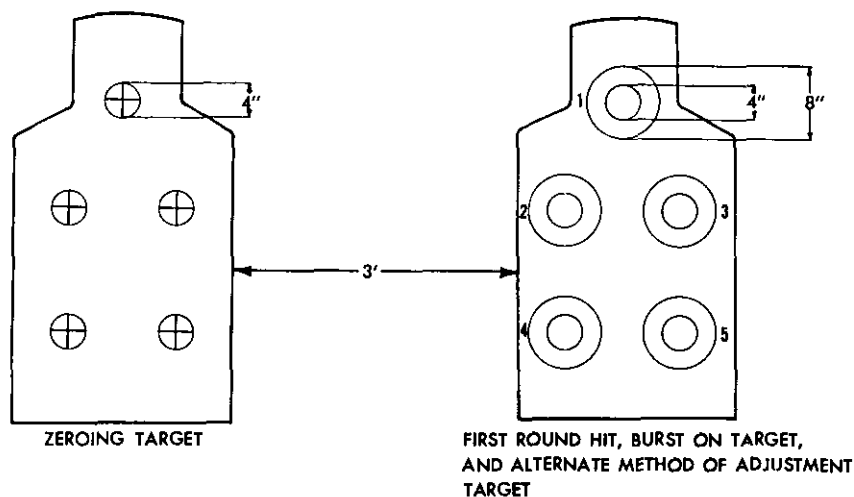 4"
1
4"
8"
2
3
3'
4
5
ZEROING TARGET
FIRST ROUND HIT, BURST ON TARGET,
AND ALTERNATE METHOD OF ADJUSTMENT
TARGET